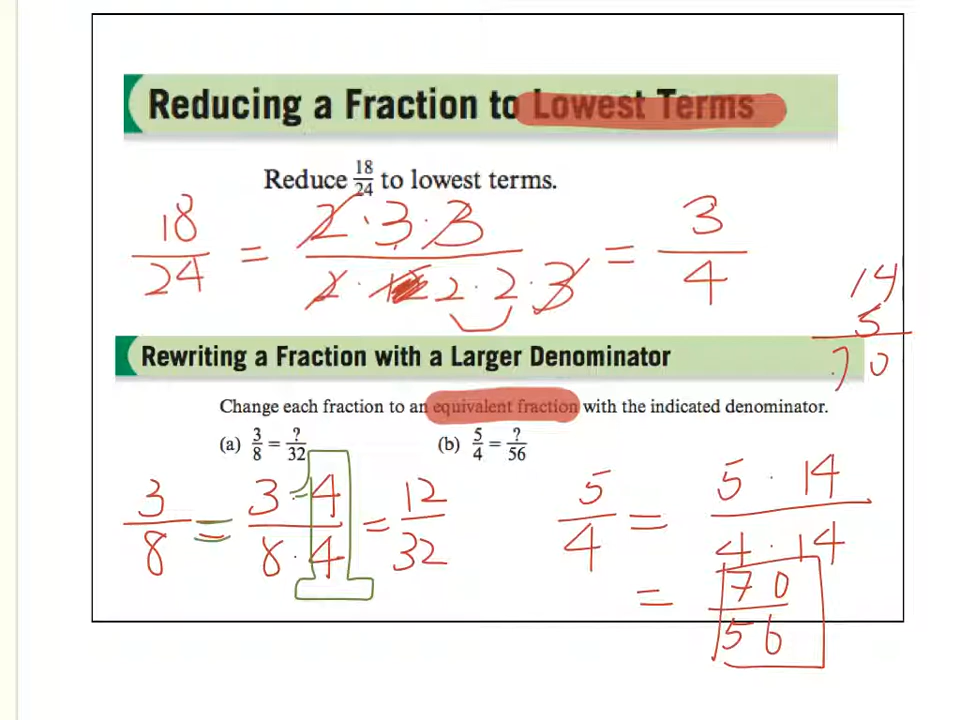 Reducing a Fraction to Lowest Terms
Reduce 18/24 to lowest terms.
18/24 = 2 · 3 · 3 / 2 · 2 · 2 · 3 = 3/4
14
5
70
Rewriting a Fraction with a Larger Denominator
Change each fraction to an equivalent fraction with the indicated denominator.
(a) 3/8 = ?/32 (b) 5/4 = ?/56
3/8 = 3 · 4 / 8 · 4 = 12/32
5/4 = 5 · 14 / 4 · 14
= 70/56